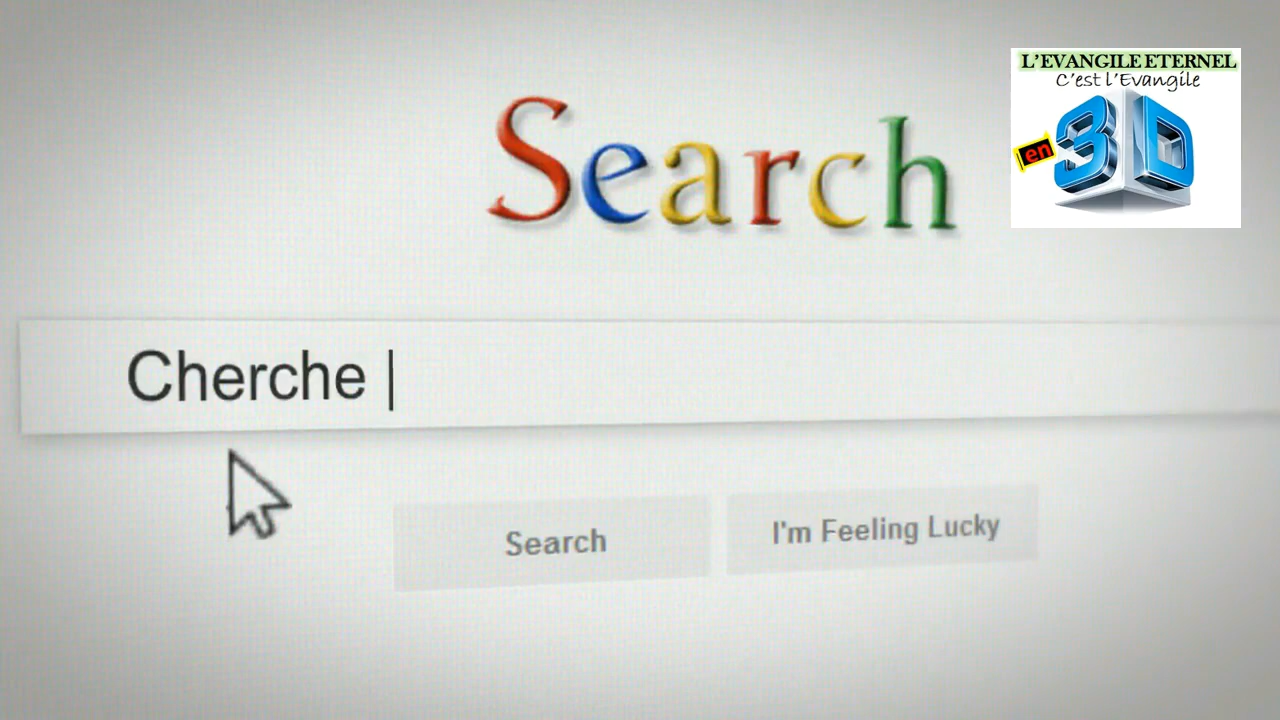 L'EVANGILE ETERNEL
C'est l'Evangile
en
3D
Search
Cherche
Search
I'm Feeling Lucky